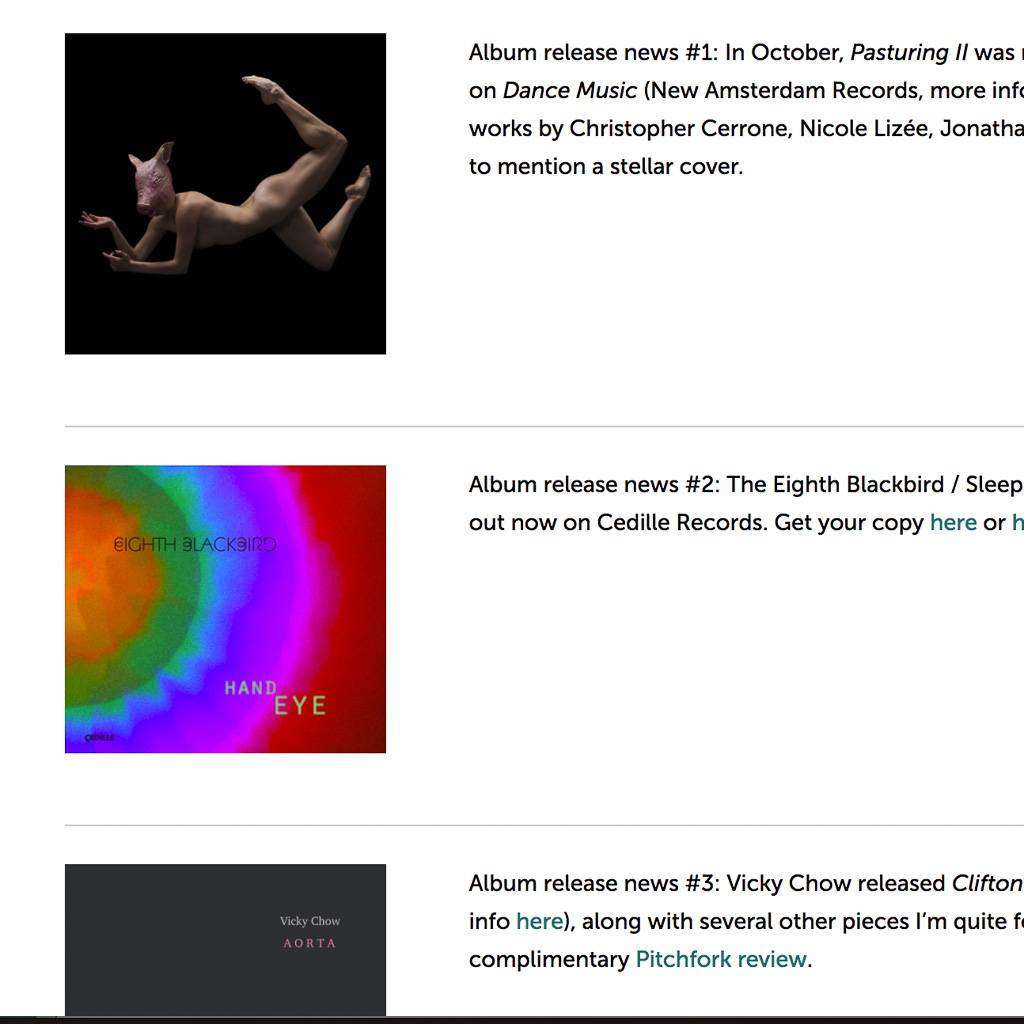 Album release news #1: In October, Pasturing II was
on Dance Music (New Amsterdam Records, more info
works by Christopher Cerrone, Nicole Lizée, Jonatha
to mention a stellar cover.
EIGHTH BLACKBIRD
HAND
EYE
CEDILLE
Album release news #2: The Eighth Blackbird / Sleep
out now on Cedille Records. Get your copy here or h
Vicky Chow
AORTA
Album release news #3: Vicky Chow released Clifton
info here), along with several other pieces I'm quite f
complimentary Pitchfork review.